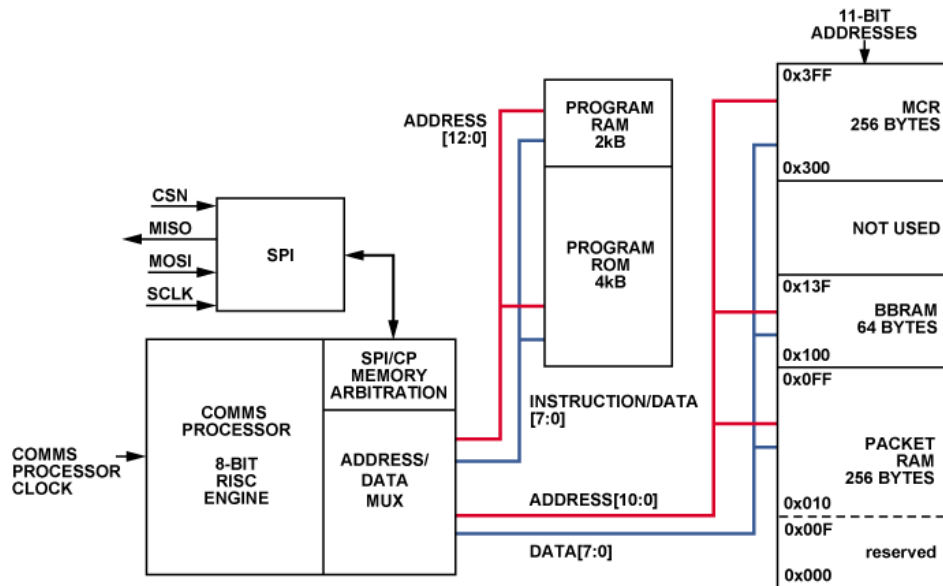 11-BIT
ADDRESSES
0x3FF
MCR
256 BYTES
0x300
NOT USED
0x13F
BBRAM
64 BYTES
0x100
0x0FF
PACKET
RAM
256 BYTES
0x010
0x00F
reserved
0x000
ADDRESS
[12:0]
PROGRAM
RAM
2kB
PROGRAM
ROM
4kB
INSTRUCTION/DATA
[7:0]
CSN
MISO
MOSI
SCLK
SPI
SPI/CP
MEMORY
ARBITRATION
COMMS
PROCESSOR
8-BIT
RISC
ENGINE
ADDRESS/
DATA
MUX
COMMS
PROCESSOR
CLOCK
ADDRESS[10:0]
DATA[7:0]